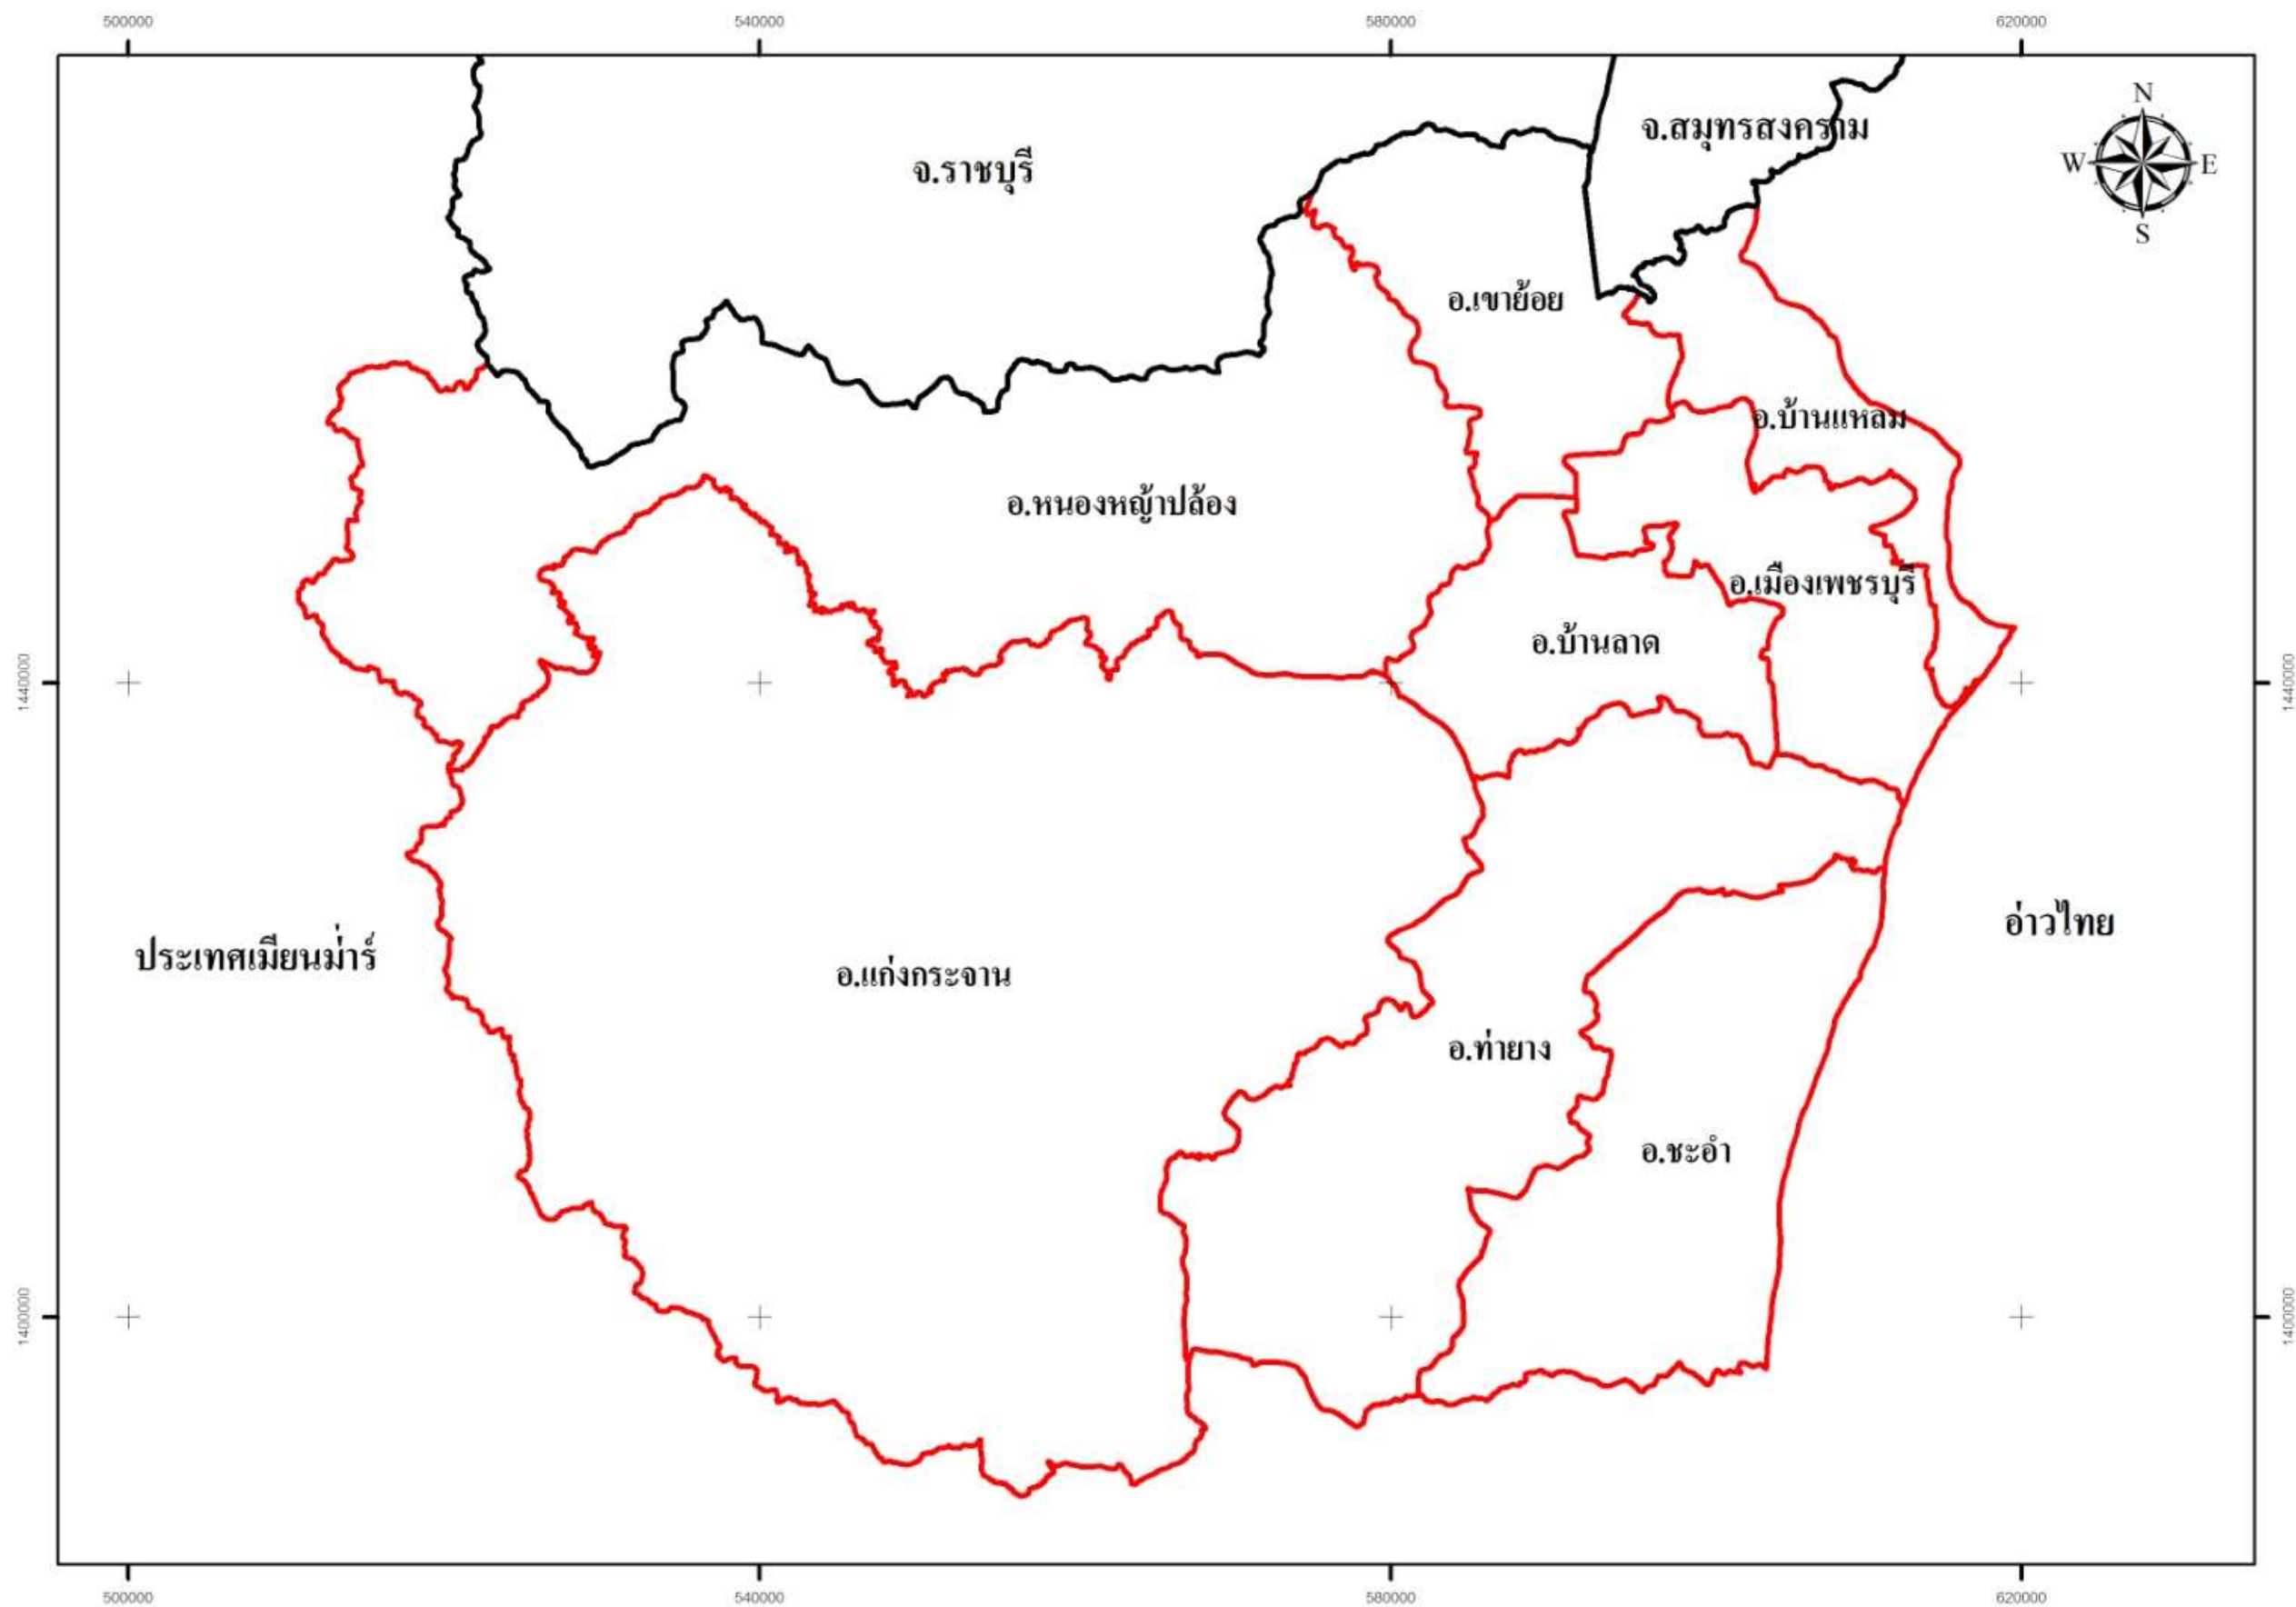 500000 540000 580000 620000
N
จ.สมุทรสงคราม
W E
จ.ราชบุรี
S
อ.เขาย้อย
อ.บ้านแหลม
อ.หนองหญ้าปล้อง
อ.เมืองเพชรบุรี
อ.บ้านลาด
1440000 1440000
อ่าวไทย
ประเทศเมียนม่าร์
อ.แก่งกระจาน
อ.ท่ายาง
อ.ชะอำ
1400000 1400000
500000 540000 580000 620000